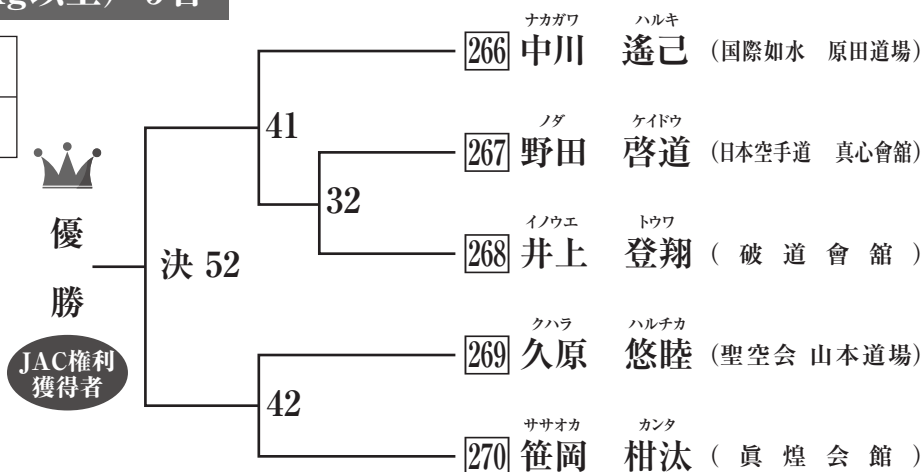 kg以上） 5名
ナカガワ ハルキ
266 中川 遙己 （国際如水 原田道場）
41
ノダ ケイドウ
267 野田 啓道 （日本空手道 真心會舘）
32
イノウエ トウワ
268 井上 登翔 （破道會舘）
優勝
決 52
クハラ ハルチカ
269 久原 悠睦 （聖空会 山本道場）
JAC権利
獲得者
42
ササオカ カンタ
270 笹岡 柑汰 （眞煌会館）